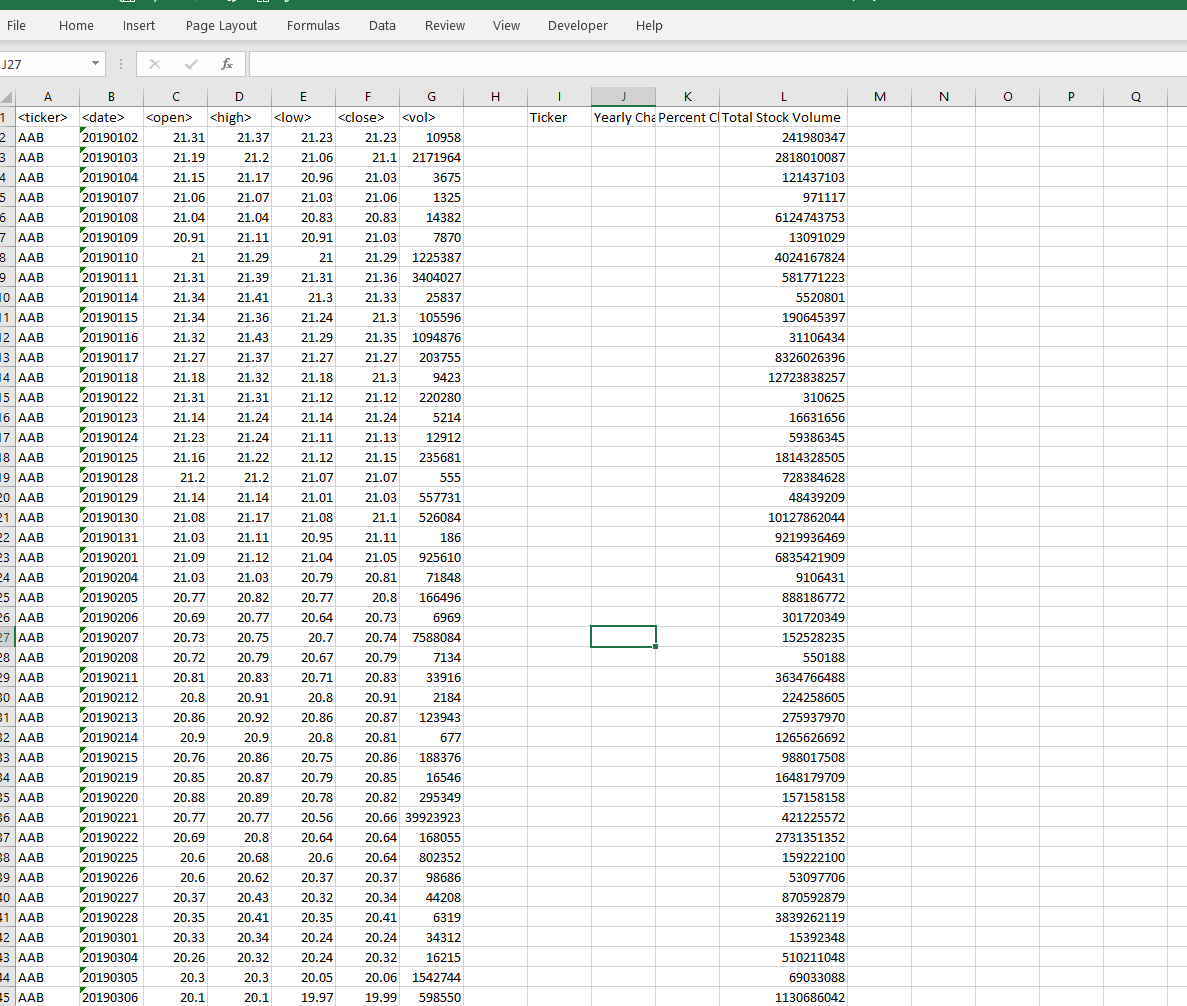 File Home Insert Page Layout Formulas Data Review View Developer Help
J27 fx
A B C D E F G H I J K L M N O P Q
1 <ticker> <date> <open> <high> <low> <close> <vol> Ticker Yearly Cha Percent Cl Total Stock Volume
2 AAB 20190102 21.31 21.37 21.23 21.23 10958 241980347
3 AAB 20190103 21.19 21.2 21.06 21.1 2171964 2818010087
4 AAB 20190104 21.15 21.17 20.96 21.03 3675 121437103
5 AAB 20190107 21.06 21.07 21.03 21.06 1325 971117
6 AAB 20190108 21.04 21.04 20.83 20.83 14382 6124743753
7 AAB 20190109 20.91 21.11 20.91 21.03 7870 13091029
8 AAB 20190110 21 21.29 21 21.29 1225387 4024167824
9 AAB 20190111 21.31 21.39 21.31 21.36 3404027 581771223
10 AAB 20190114 21.34 21.41 21.3 21.33 25837 5520801
11 AAB 20190115 21.34 21.36 21.24 21.3 105596 190645397
12 AAB 20190116 21.32 21.43 21.29 21.35 1094876 31106434
13 AAB 20190117 21.27 21.37 21.27 21.27 203755 8326026396
14 AAB 20190118 21.18 21.32 21.18 21.3 9423 12723838257
15 AAB 20190122 21.31 21.31 21.12 21.12 220280 310625
16 AAB 20190123 21.14 21.24 21.14 21.24 5214 16631656
17 AAB 20190124 21.23 21.24 21.11 21.13 12912 59386345
18 AAB 20190125 21.16 21.22 21.12 21.15 235681 1814328505
19 AAB 20190128 21.2 21.2 21.07 21.07 555 728384628
20 AAB 20190129 21.14 21.14 21.01 21.03 557731 48439209
21 AAB 20190130 21.08 21.17 21.08 21.1 526084 10127862044
22 AAB 20190131 21.03 21.11 20.95 21.11 186 9219936469
23 AAB 20190201 21.09 21.12 21.04 21.05 925610 6835421909
24 AAB 20190204 21.03 21.03 20.79 20.81 71848 9106431
25 AAB 20190205 20.77 20.82 20.77 20.8 166496 888186772
26 AAB 20190206 20.69 20.77 20.64 20.73 6969 301720349
27 AAB 20190207 20.73 20.75 20.7 20.74 7588084 152528235
28 AAB 20190208 20.72 20.79 20.67 20.79 7134 550188
29 AAB 20190211 20.81 20.83 20.71 20.83 33916 3634766488
30 AAB 20190212 20.8 20.91 20.8 20.91 2184 224258605
31 AAB 20190213 20.86 20.92 20.86 20.87 123943 275937970
32 AAB 20190214 20.9 20.9 20.8 20.81 677 1265626692
33 AAB 20190215 20.76 20.86 20.75 20.86 188376 988017508
34 AAB 20190219 20.85 20.87 20.79 20.85 16546 1648179709
35 AAB 20190220 20.88 20.89 20.78 20.82 295349 157158158
36 AAB 20190221 20.77 20.77 20.56 20.66 39923923 421225572
37 AAB 20190222 20.69 20.8 20.64 20.64 168055 2731351352
38 AAB 20190225 20.6 20.68 20.6 20.64 802352 159222100
39 AAB 20190226 20.6 20.62 20.37 20.37 98686 53097706
40 AAB 20190227 20.37 20.43 20.32 20.34 44208 870592879
41 AAB 20190228 20.35 20.41 20.35 20.41 6319 3839262119
42 AAB 20190301 20.33 20.34 20.24 20.24 34312 15392348
43 AAB 20190304 20.26 20.32 20.24 20.32 16215 510211048
44 AAB 20190305 20.3 20.3 20.05 20.06 1542744 69033088
45 AAB 20190306 20.1 20.1 19.97 19.99 598550 1130686042